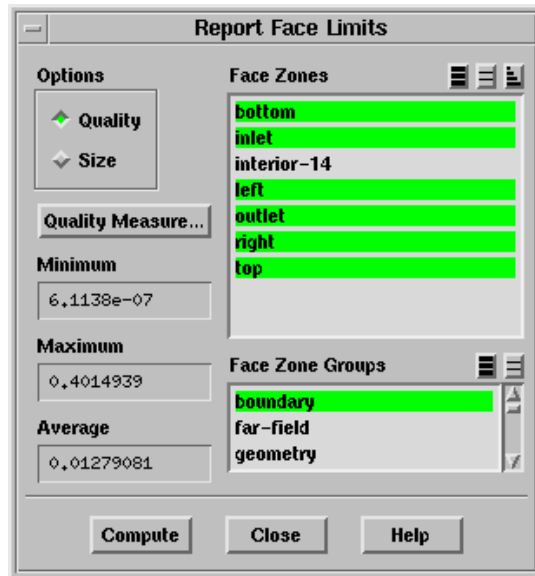 Report Face Limits
Options
Quality
Size
Quality Measure...
Minimum
6.1138e-07
Maximum
0.4014939
Average
0.01279081
Face Zones
bottom
inlet
interior-14
left
outlet
right
top
Face Zone Groups
boundary
far-field
geometry
Compute
Close
Help